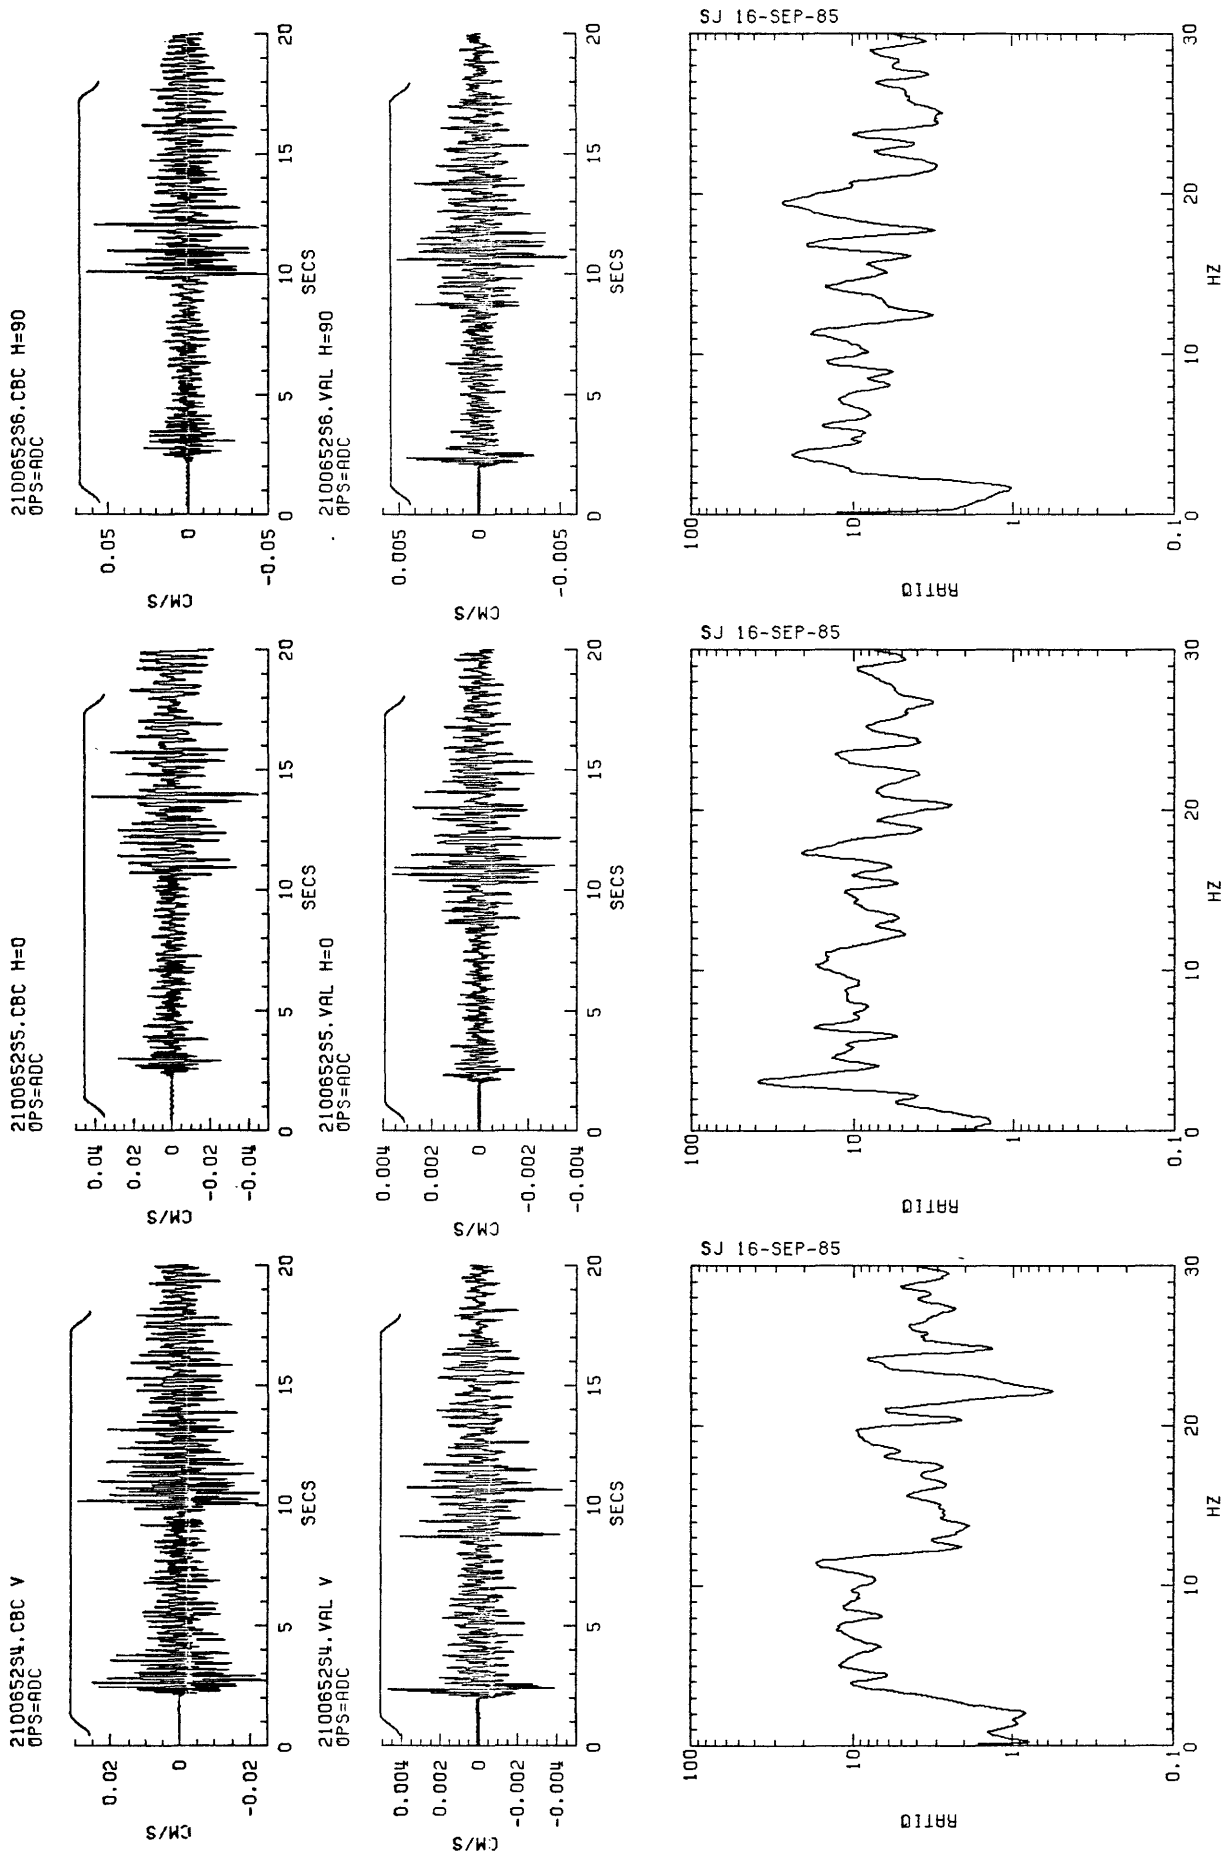 2100652S4.CBC V
OPS=ADC
CM/S
0.02
0
-0.02
0
5
10
15
20
SECS
2100652S4.VAL V
OPS=ADC
CM/S
0.004
0.002
0
-0.002
-0.004
0
5
10
15
20
SECS
SJ 16-SEP-85
RATIO
100
10
1
0.1
0
10
20
30
HZ
2100652S5.CBC H=0
OPS=ADC
CM/S
0.04
0.02
0
-0.02
-0.04
0
5
10
15
20
SECS
2100652S5.VAL H=0
OPS=ADC
CM/S
0.004
0.002
0
-0.002
-0.004
0
5
10
15
20
SECS
SJ 16-SEP-85
RATIO
100
10
1
0.1
0
10
20
30
HZ
2100652S6.CBC H=90
OPS=ADC
CM/S
0.05
0
-0.05
0
5
10
15
20
SECS
2100652S6.VAL H=90
OPS=ADC
CM/S
0.005
0
-0.005
0
5
10
15
20
SECS
SJ 16-SEP-85
RATIO
100
10
1
0.1
0
10
20
30
HZ